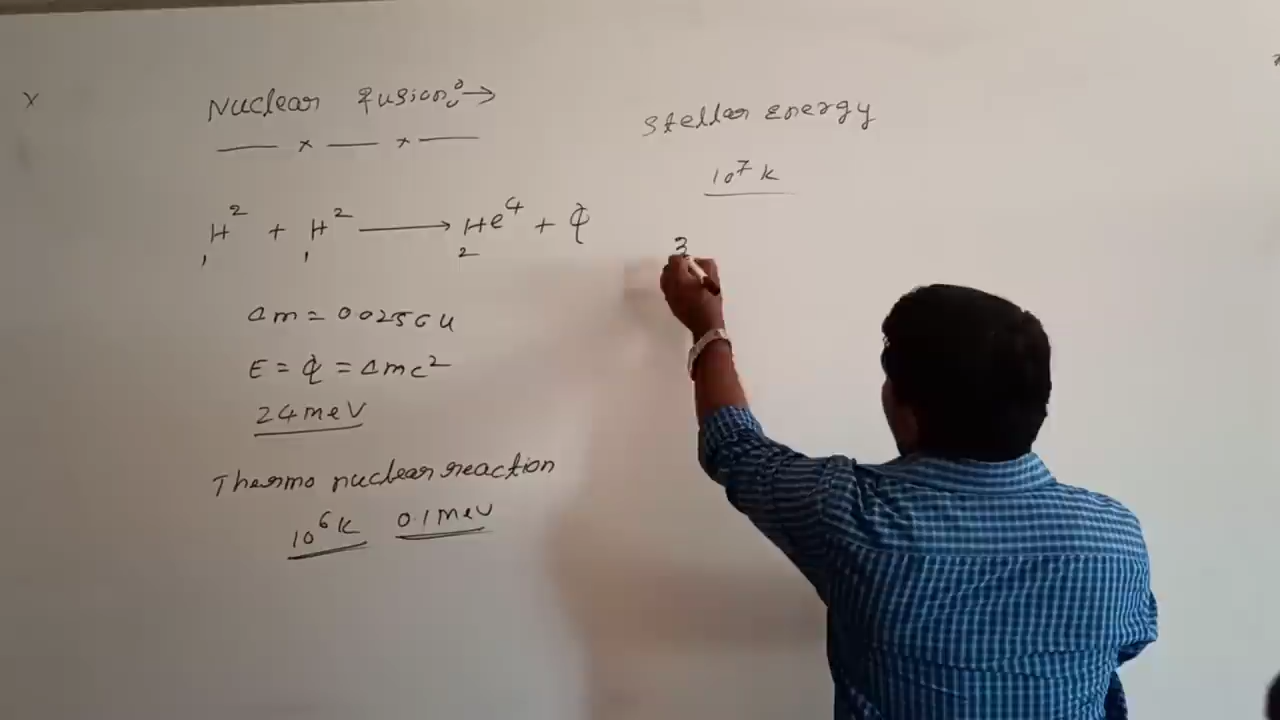 Nuclear fusion:→
₁H² + ₁H² ⟶ ₂He⁴ + Q
Δm = 0.0256 u
E = Q = Δmc²
24 meV
Thermo nuclear reaction
10⁶ K 0.1 MeV
Stellar Energy
10⁷ K
3